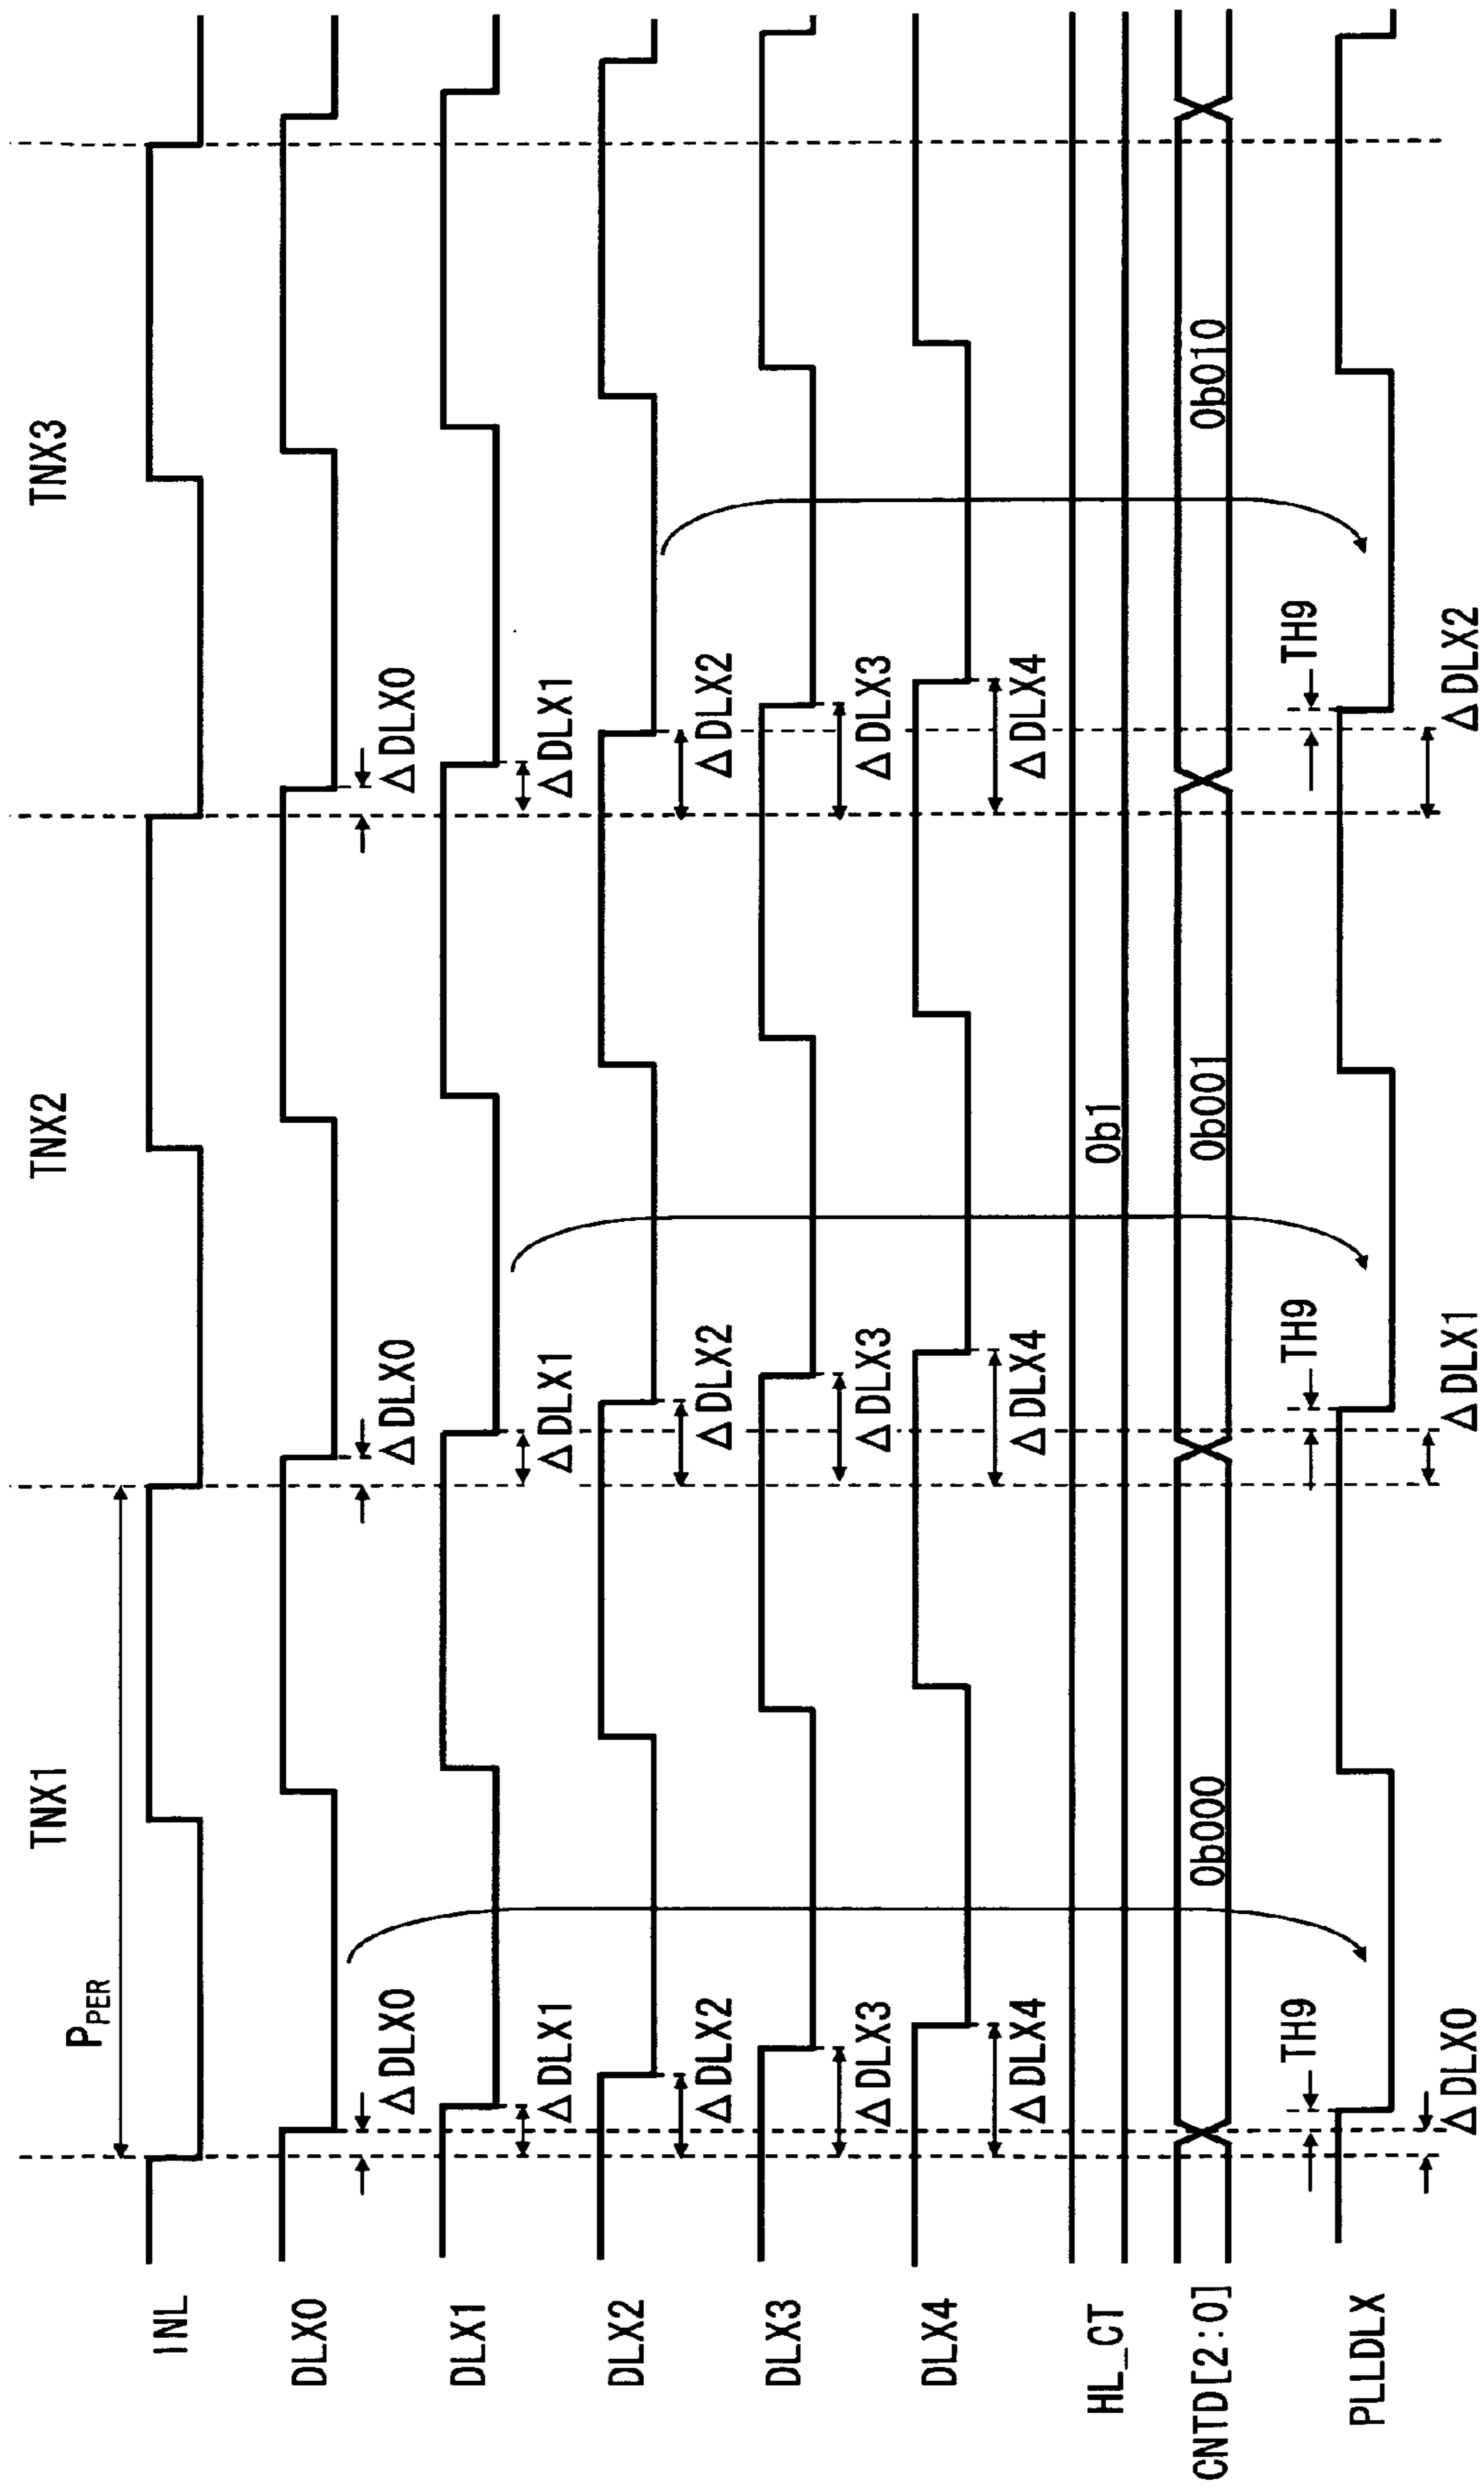 TNX1 TNX2 TNX3
P_PER
INL
DLX0
ΔDLX0 ΔDLX0 ΔDLX0
DLX1
ΔDLX1 ΔDLX1 ΔDLX1
DLX2
ΔDLX2 ΔDLX2 ΔDLX2
DLX3
ΔDLX3 ΔDLX3 ΔDLX3
DLX4
ΔDLX4 ΔDLX4 ΔDLX4
HL_CT 0b1
CNTD[2:0] 0b000 0b001 0b010
TH9 TH9 TH9
PLLDLX
ΔDLX0 ΔDLX1 ΔDLX2